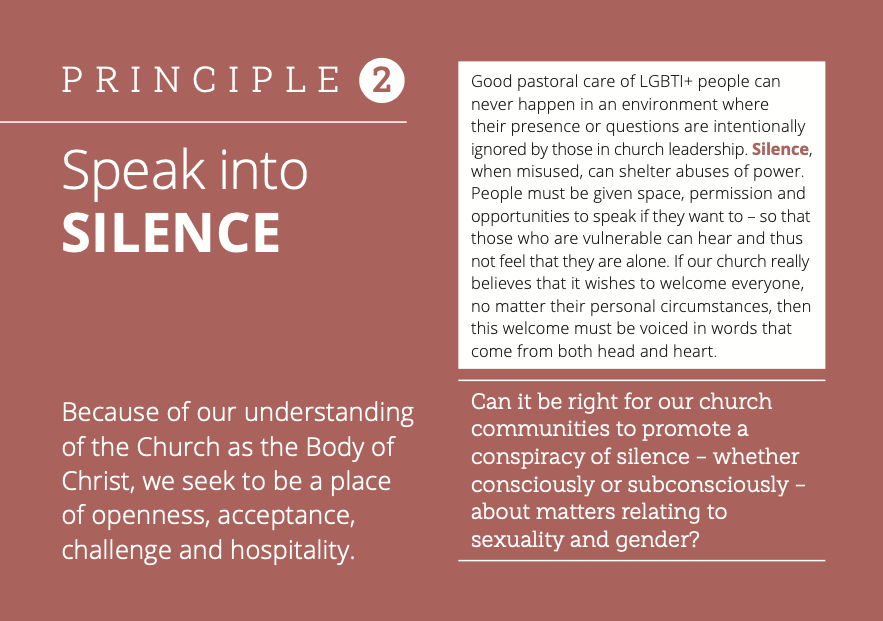 PRINCIPLE 2
Speak into
SILENCE
Because of our understanding
of the Church as the Body of
Christ, we seek to be a place
of openness, acceptance,
challenge and hospitality.
Good pastoral care of LGBTI+ people can
never happen in an environment where
their presence or questions are intentionally
ignored by those in church leadership. Silence,
when misused, can shelter abuses of power.
People must be given space, permission and
opportunities to speak if they want to – so that
those who are vulnerable can hear and thus
not feel that they are alone. If our church really
believes that it wishes to welcome everyone,
no matter their personal circumstances, then
this welcome must be voiced in words that
come from both head and heart.
Can it be right for our church
communities to promote a
conspiracy of silence – whether
consciously or subconsciously –
about matters relating to
sexuality and gender?